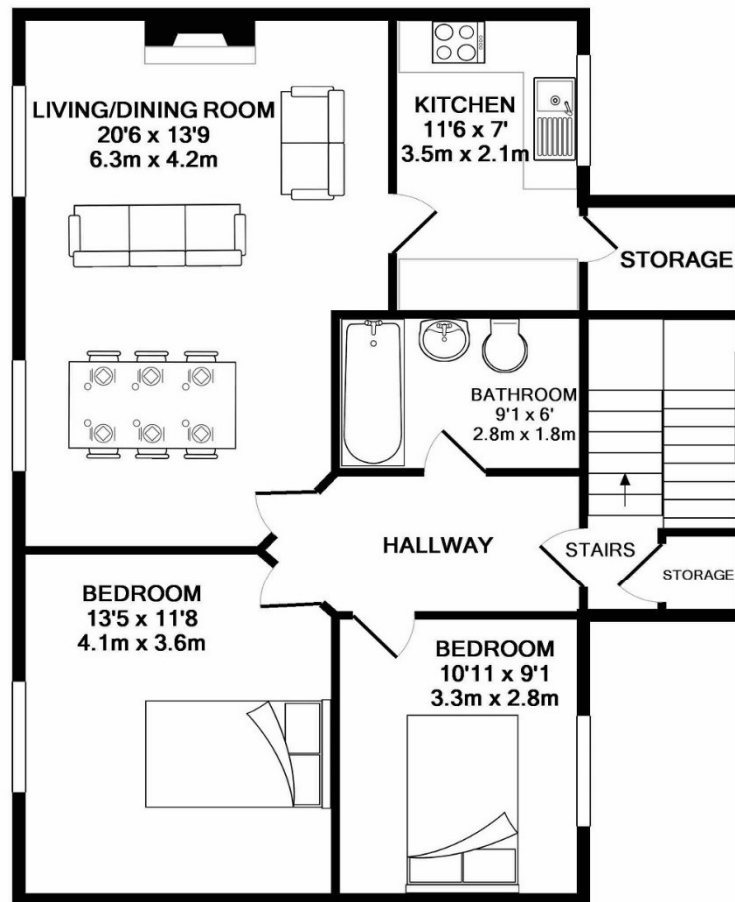 LIVING/DINING ROOM
20'6 x 13'9
6.3m x 4.2m
KITCHEN
11'6 x 7'
3.5m x 2.1m
STORAGE
BATHROOM
9'1 x 6'
2.8m x 1.8m
HALLWAY
STAIRS
STORAGE
BEDROOM
13'5 x 11'8
4.1m x 3.6m
BEDROOM
10'11 x 9'1
3.3m x 2.8m